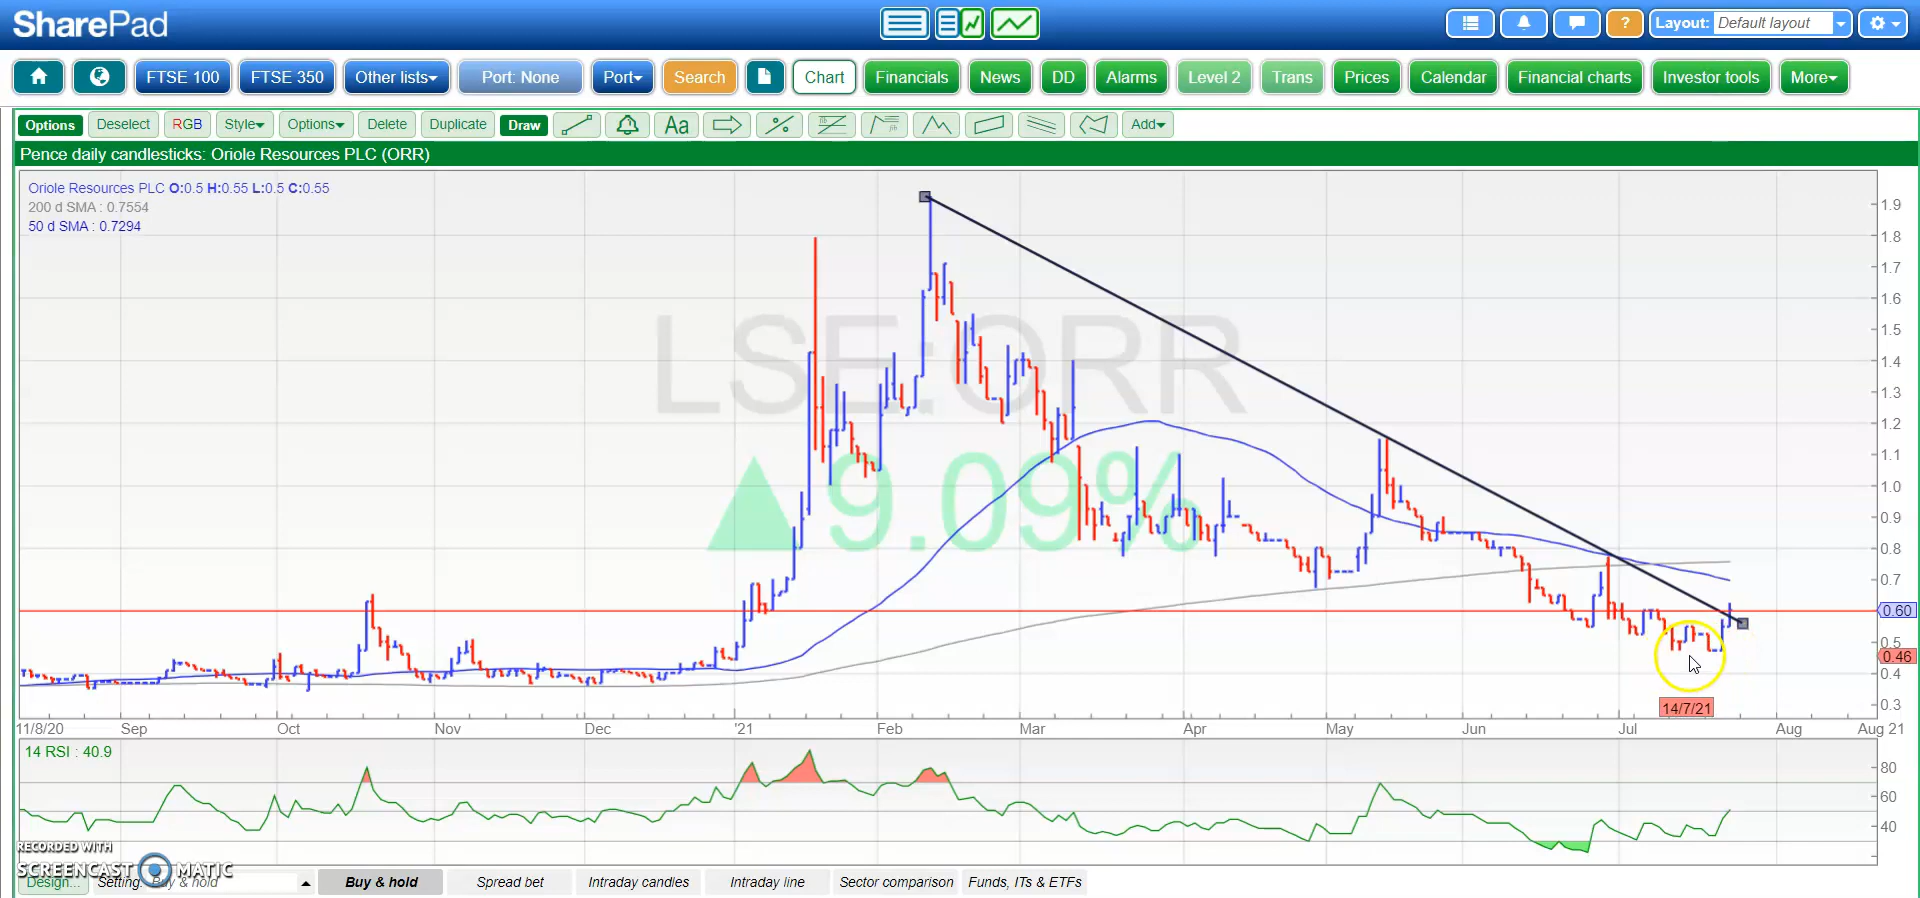 SharePad
? Layout: Default layout
FTSE 100 FTSE 350 Other lists Port: None Port Search Chart Financials News DD Alarms Level 2 Trans Prices Calendar Financial charts Investor tools More
Options Deselect RGB Style Options Delete Duplicate Draw Aa Add
Pence daily candlesticks: Oriole Resources PLC (ORR)
Oriole Resources PLC O:0.5 H:0.55 L:0.5 C:0.55
200 d SMA : 0.7554
50 d SMA : 0.7294
LSE:ORR
9.09%
1.9
1.8
1.7
1.6
1.5
1.4
1.3
1.2
1.1
1.0
0.9
0.8
0.7
0.60
0.5
0.46
0.4
0.3
14/7/21
11/8/20 Sep Oct Nov Dec '21 Feb Mar Apr May Jun Jul Aug Aug 21
14 RSI : 40.9
80
60
40
RECORDED WITH
SCREENCAST MATIC
Design... Setting: Buy & hold Buy & hold Spread bet Intraday candles Intraday line Sector comparison Funds, ITs & ETFs